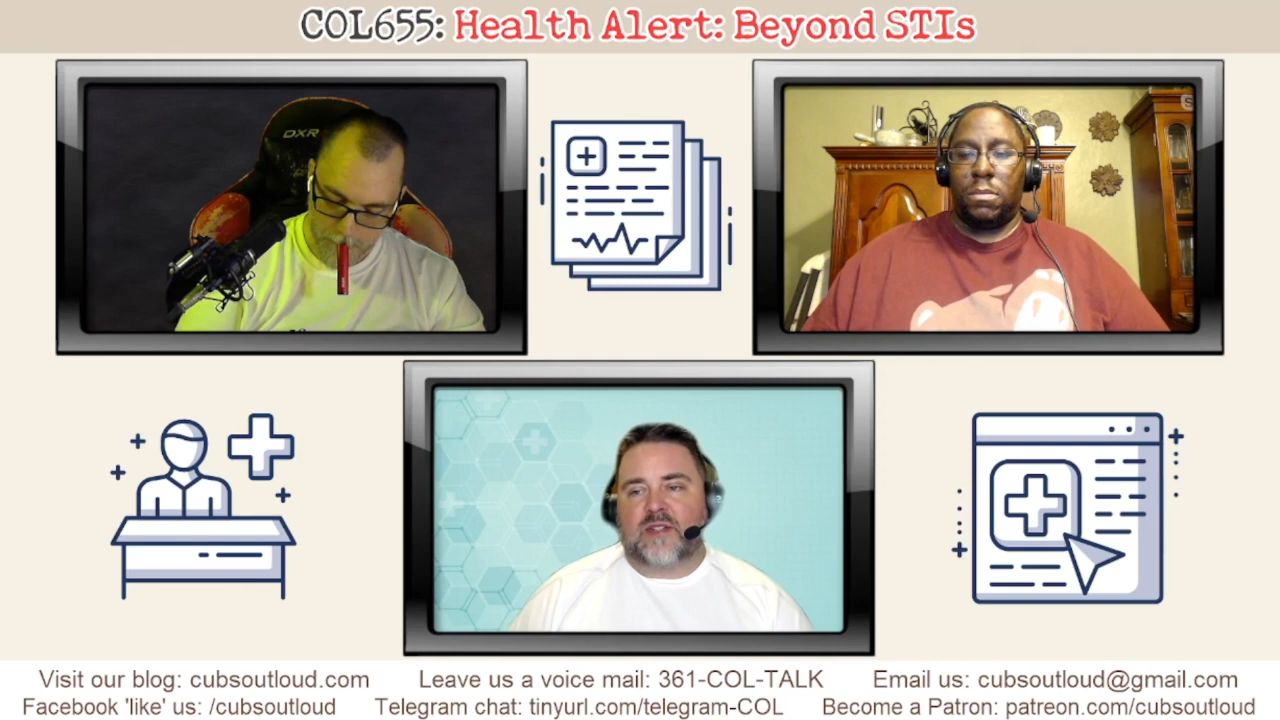 COL655: Health Alert: Beyond STIs
DXR
Visit our blog: cubsoutloud.com Leave us a voice mail: 361-COL-TALK Email us: cubsoutloud@gmail.com
Facebook 'like' us: /cubsoutloud Telegram chat: tinyurl.com/telegram-COL Become a Patron: patreon.com/cubsoutloud